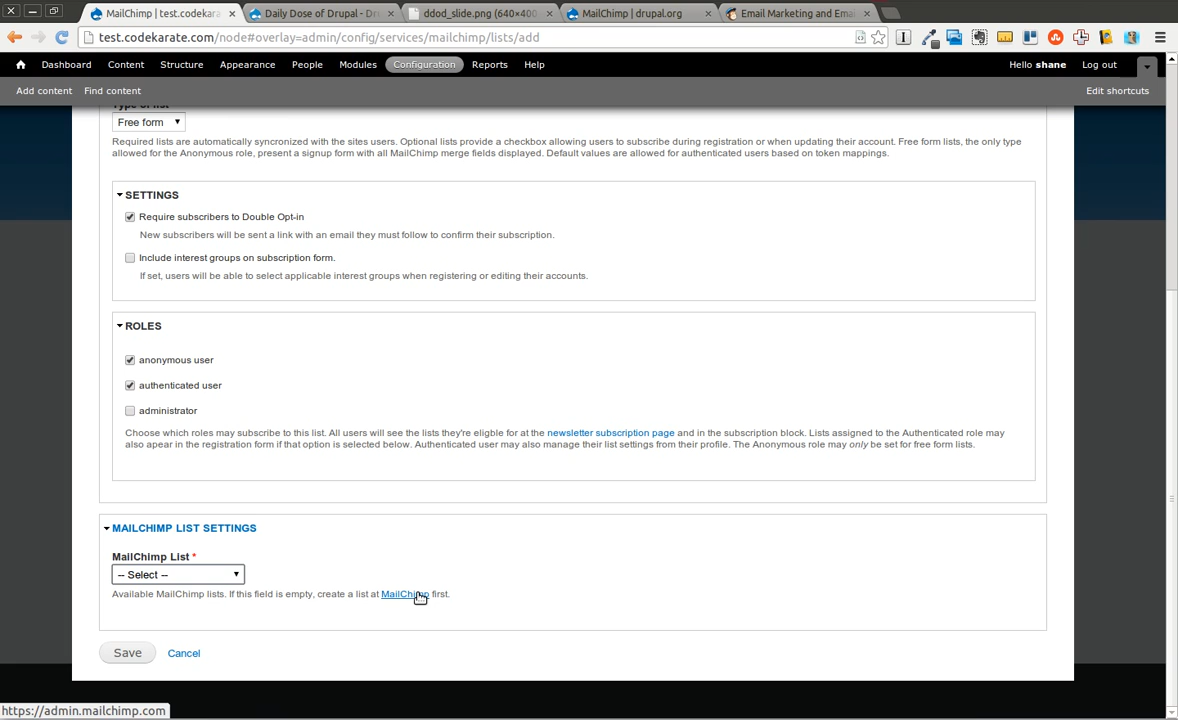 MailChimp | test.codekara
Daily Dose of Drupal - Dr
ddod_slide.png (640×400
MailChimp | drupal.org
Email Marketing and Emai
test.codekarate.com/node#overlay=admin/config/services/mailchimp/lists/add
Dashboard Content Structure Appearance People Modules Configuration Reports Help Hello shane Log out
Add content Find content Edit shortcuts
Type of list
Free form
Required lists are automatically syncronized with the sites users. Optional lists provide a checkbox allowing users to subscribe during registration or when updating their account. Free form lists, the only type
allowed for the Anonymous role, present a signup form with all MailChimp merge fields displayed. Default values are allowed for authenticated users based on token mappings.
SETTINGS
Require subscribers to Double Opt-in
New subscribers will be sent a link with an email they must follow to confirm their subscription.
Include interest groups on subscription form.
If set, users will be able to select applicable interest groups when registering or editing their accounts.
ROLES
anonymous user
authenticated user
administrator
Choose which roles may subscribe to this list. All users will see the lists they're eligble for at the newsletter subscription page and in the subscription block. Lists assigned to the Authenticated role may
also apear in the registration form if that option is selected below. Authenticated user may also manage their list settings from their profile. The Anonymous role may only be set for free form lists.
MAILCHIMP LIST SETTINGS
MailChimp List *
-- Select --
Available MailChimp lists. If this field is empty, create a list at MailChimp first.
Save Cancel
https://admin.mailchimp.com